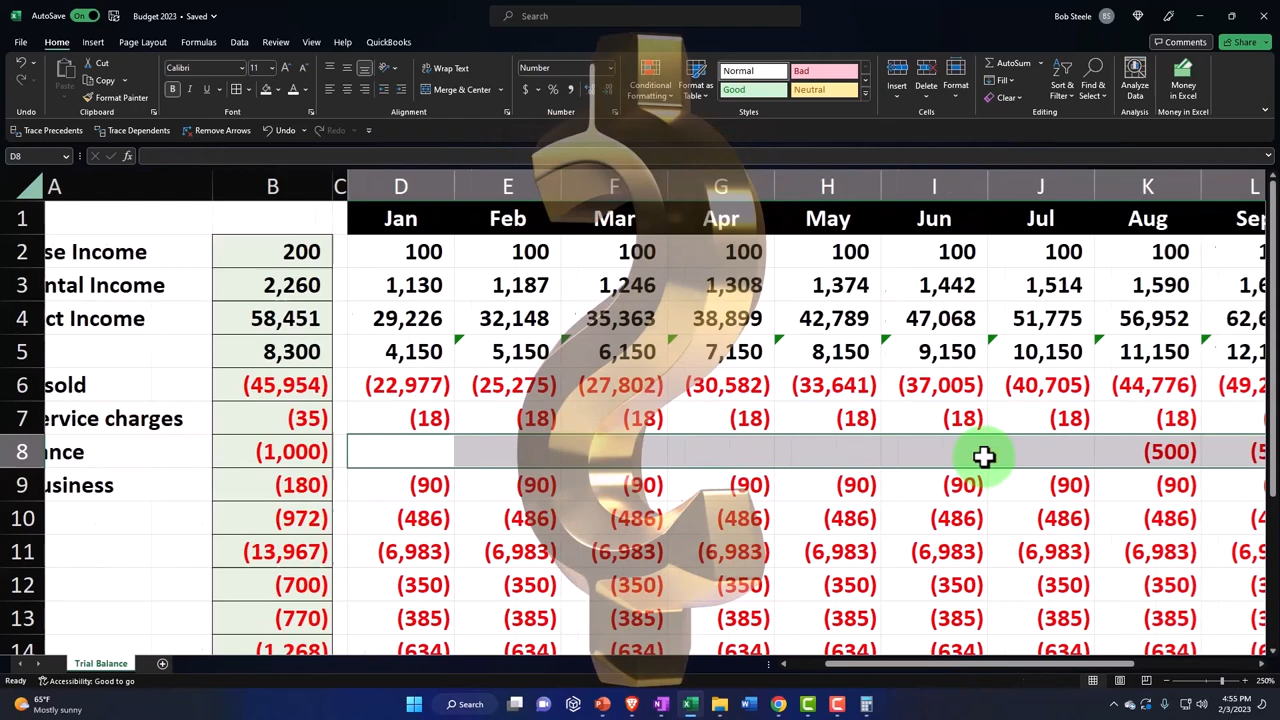 AutoSave On Budget 2023 • Saved Search Bob Steele BS
File Home Insert Page Layout Formulas Data Review View Help QuickBooks Comments Share
Paste Cut Copy Format Painter Calibri 11 Wrap Text Merge & Center Number Conditional Formatting Format as Table Normal Bad Good Neutral Insert Delete Format AutoSum Fill Clear Sort & Filter Find & Select Analyze Data Money in Excel
Undo Clipboard Font Alignment Number Styles Cells Editing Analysis Money in Excel
Trace Precedents Trace Dependents Remove Arrows Undo Redo
D8 fx
A B C D E F G H I J K L
1 Jan Feb Mar Apr May Jun Jul Aug Sep
2 se Income 200 100 100 100 100 100 100 100 100 1
3 ntal Income 2,260 1,130 1,187 1,246 1,308 1,374 1,442 1,514 1,590 1,6
4 ct Income 58,451 29,226 32,148 35,363 38,899 42,789 47,068 51,775 56,952 62,6
5 8,300 4,150 5,150 6,150 7,150 8,150 9,150 10,150 11,150 12,1
6 sold (45,954) (22,977) (25,275) (27,802) (30,582) (33,641) (37,005) (40,705) (44,776) (49,2
7 ervice charges (35) (18) (18) (18) (18) (18) (18) (18) (18)
8 ance (1,000) (500) (5
9 usiness (180) (90) (90) (90) (90) (90) (90) (90) (90)
10 (972) (486) (486) (486) (486) (486) (486) (486) (486) (4
11 (13,967) (6,983) (6,983) (6,983) (6,983) (6,983) (6,983) (6,983) (6,983) (6,9
12 (700) (350) (350) (350) (350) (350) (350) (350) (350) (3
13 (770) (385) (385) (385) (385) (385) (385) (385) (385) (3
14 (1,268) (634) (634) (634) (634) (634) (634) (634) (634) (6
Trial Balance
Ready Accessibility: Good to go 250%
65°F Mostly sunny Search 4:55 PM 2/3/2023